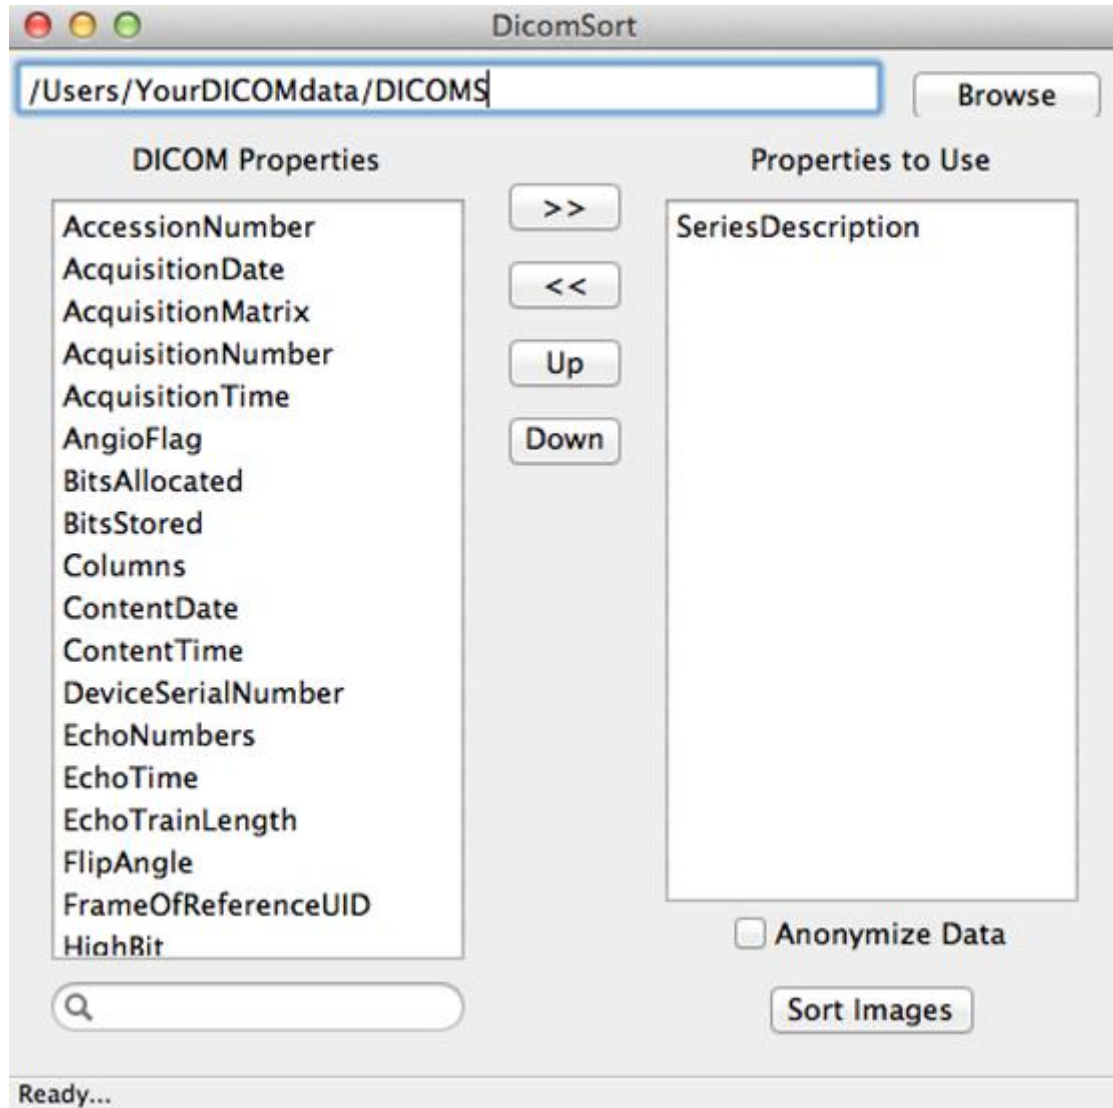 DicomSort
/Users/YourDICOMdata/DICOMS
Browse
DICOM Properties
AccessionNumber
AcquisitionDate
AcquisitionMatrix
AcquisitionNumber
AcquisitionTime
AngioFlag
BitsAllocated
BitsStored
Columns
ContentDate
ContentTime
DeviceSerialNumber
EchoNumbers
EchoTime
EchoTrainLength
FlipAngle
FrameOfReferenceUID
HighBit
>>
<<
Up
Down
Properties to Use
SeriesDescription
Anonymize Data
Sort Images
Ready...